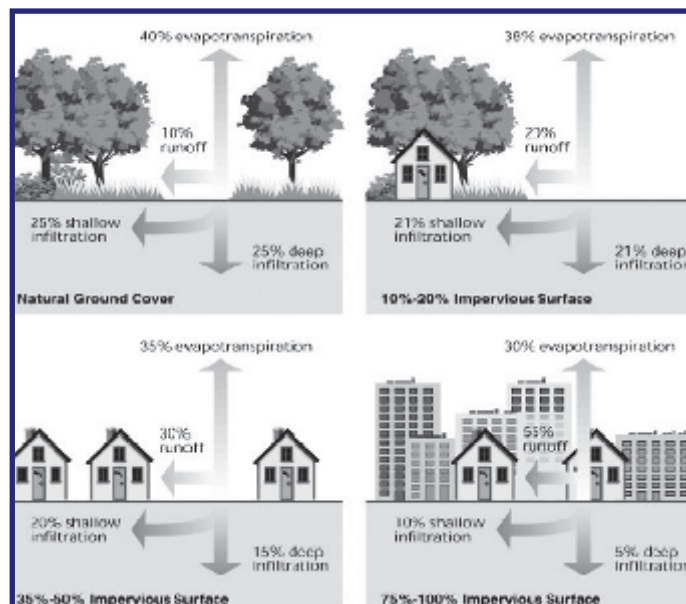 40% evapotranspiration
10%
runoff
25% shallow
infiltration
25% deep
infiltration
Natural Ground Cover
38% evapotranspiration
runoff
21% shallow
infiltration
21% deep
infiltration
10%-20% Impervious Surface
35% evapotranspiration
30%
runoff
20% shallow
infiltration
15% deep
infiltration
35%-50% Impervious Surface
30% evapotranspiration
55%
runoff
10% shallow
infiltration
5% deep
infiltration
75%-100% Impervious Surface